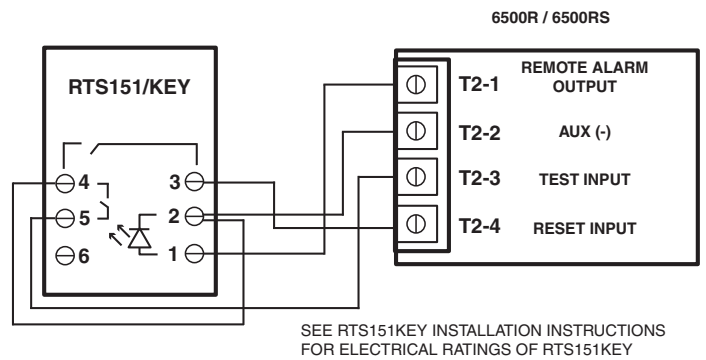 6500R / 6500RS
RTS151/KEY
4
5
6
3
2
1
T2-1
REMOTE ALARM
OUTPUT
T2-2
AUX (-)
T2-3
TEST INPUT
T2-4
RESET INPUT
SEE RTS151KEY INSTALLATION INSTRUCTIONS
FOR ELECTRICAL RATINGS OF RTS151KEY